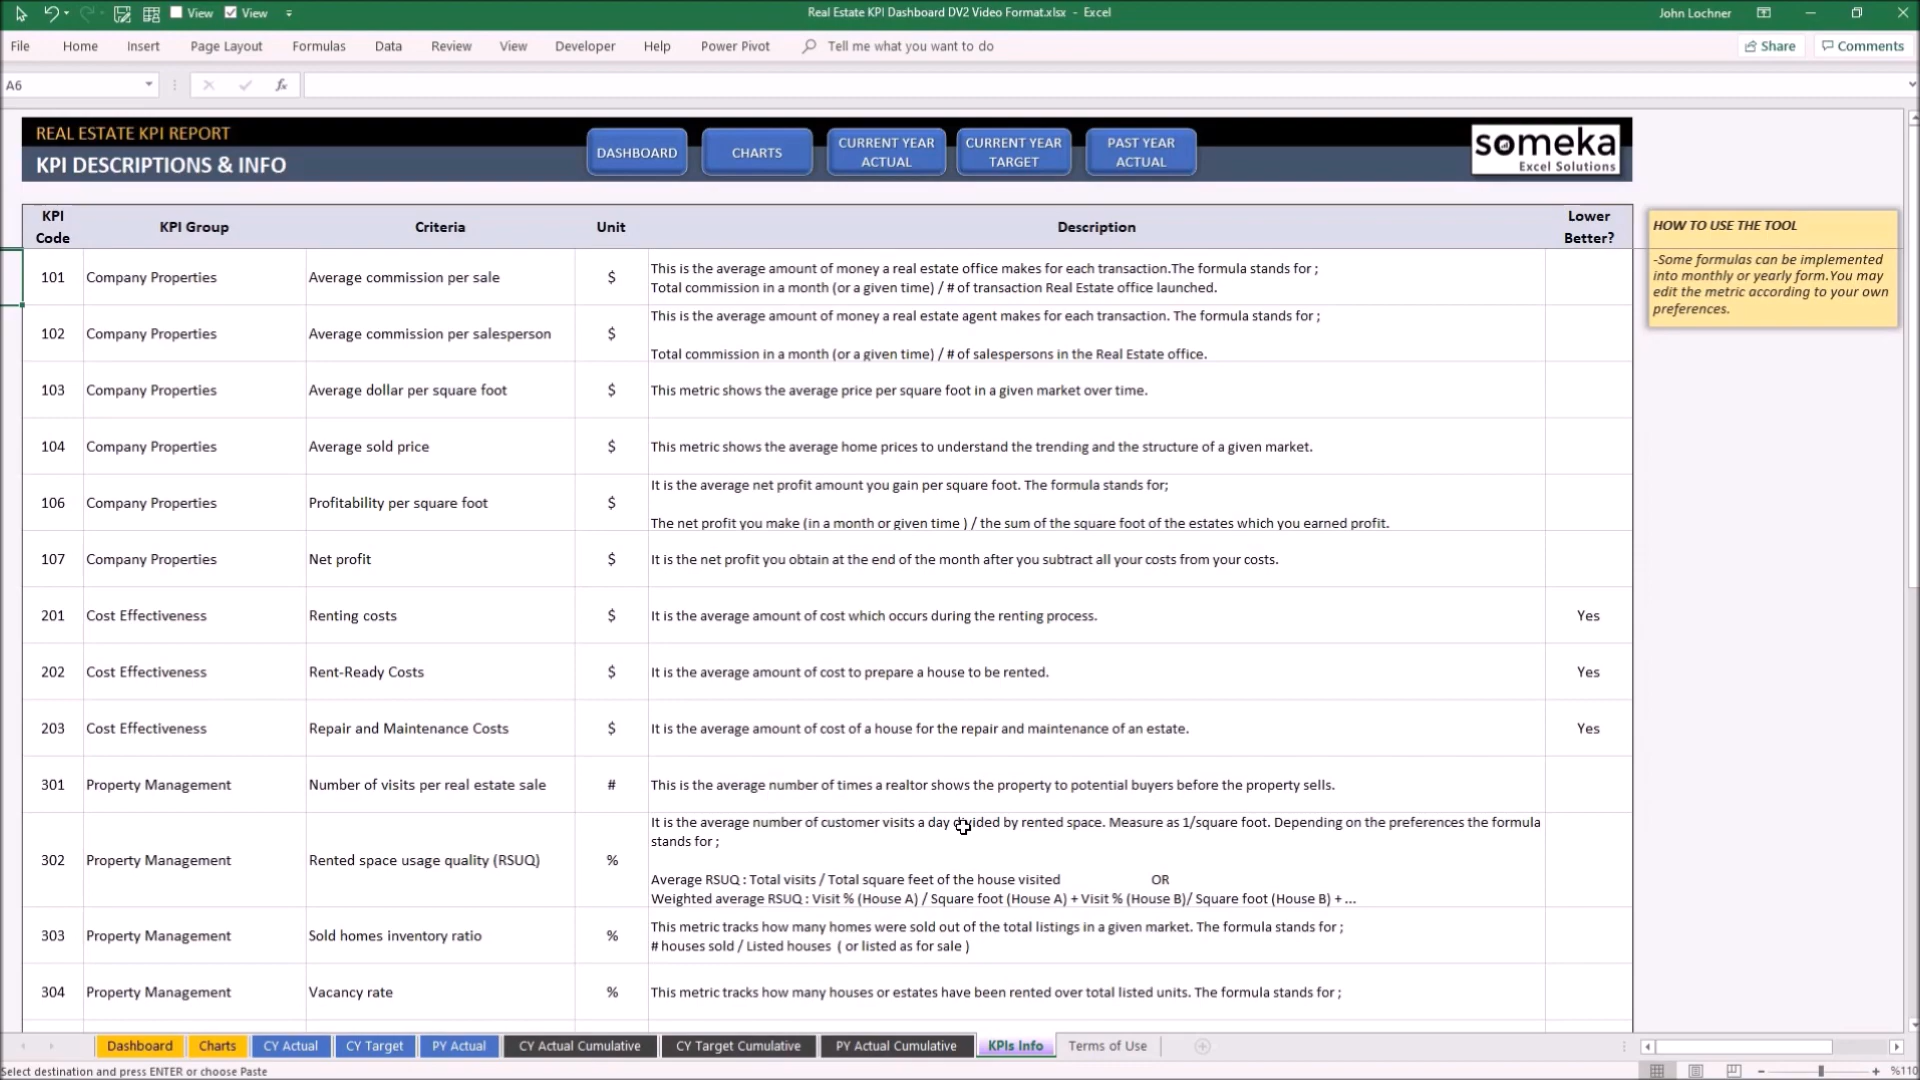 View View
Real Estate KPI Dashboard DV2 Video Format.xlsx - Excel
John Lochner
File Home Insert Page Layout Formulas Data Review View Developer Help Power Pivot Tell me what you want to do Share Comments
A6 fx
REAL ESTATE KPI REPORT
KPI DESCRIPTIONS & INFO
DASHBOARD
CHARTS
CURRENT YEAR
ACTUAL
CURRENT YEAR
TARGET
PAST YEAR
ACTUAL
someka
Excel Solutions
KPI
Code
KPI Group
Criteria
Unit
Description
Lower
Better?
101 Company Properties Average commission per sale $
This is the average amount of money a real estate office makes for each transaction.The formula stands for ;
Total commission in a month (or a given time) / # of transaction Real Estate office launched.
102 Company Properties Average commission per salesperson $
This is the average amount of money a real estate agent makes for each transaction. The formula stands for ;
Total commission in a month (or a given time) / # of salespersons in the Real Estate office.
103 Company Properties Average dollar per square foot $ This metric shows the average price per square foot in a given market over time.
104 Company Properties Average sold price $ This metric shows the average home prices to understand the trending and the structure of a given market.
106 Company Properties Profitability per square foot $
It is the average net profit amount you gain per square foot. The formula stands for;
The net profit you make (in a month or given time ) / the sum of the square foot of the estates which you earned profit.
107 Company Properties Net profit $ It is the net profit you obtain at the end of the month after you subtract all your costs from your costs.
201 Cost Effectiveness Renting costs $ It is the average amount of cost which occurs during the renting process. Yes
202 Cost Effectiveness Rent-Ready Costs $ It is the average amount of cost to prepare a house to be rented. Yes
203 Cost Effectiveness Repair and Maintenance Costs $ It is the average amount of cost of a house for the repair and maintenance of an estate. Yes
301 Property Management Number of visits per real estate sale # This is the average number of times a realtor shows the property to potential buyers before the property sells.
302 Property Management Rented space usage quality (RSUQ) %
It is the average number of customer visits a day divided by rented space. Measure as 1/square foot. Depending on the preferences the formula
stands for ;
Average RSUQ : Total visits / Total square feet of the house visited OR
Weighted average RSUQ : Visit % (House A) / Square foot (House A) + Visit % (House B)/ Square foot (House B) + ...
303 Property Management Sold homes inventory ratio %
This metric tracks how many homes were sold out of the total listings in a given market. The formula stands for ;
# houses sold / Listed houses ( or listed as for sale )
304 Property Management Vacancy rate % This metric tracks how many houses or estates have been rented over total listed units. The formula stands for ;
HOW TO USE THE TOOL
-Some formulas can be implemented
into monthly or yearly form.You may
edit the metric according to your own
preferences.
Dashboard Charts CY Actual CY Target PY Actual CY Actual Cumulative CY Target Cumulative PY Actual Cumulative KPIs Info Terms of Use
Select destination and press ENTER or choose Paste
%110